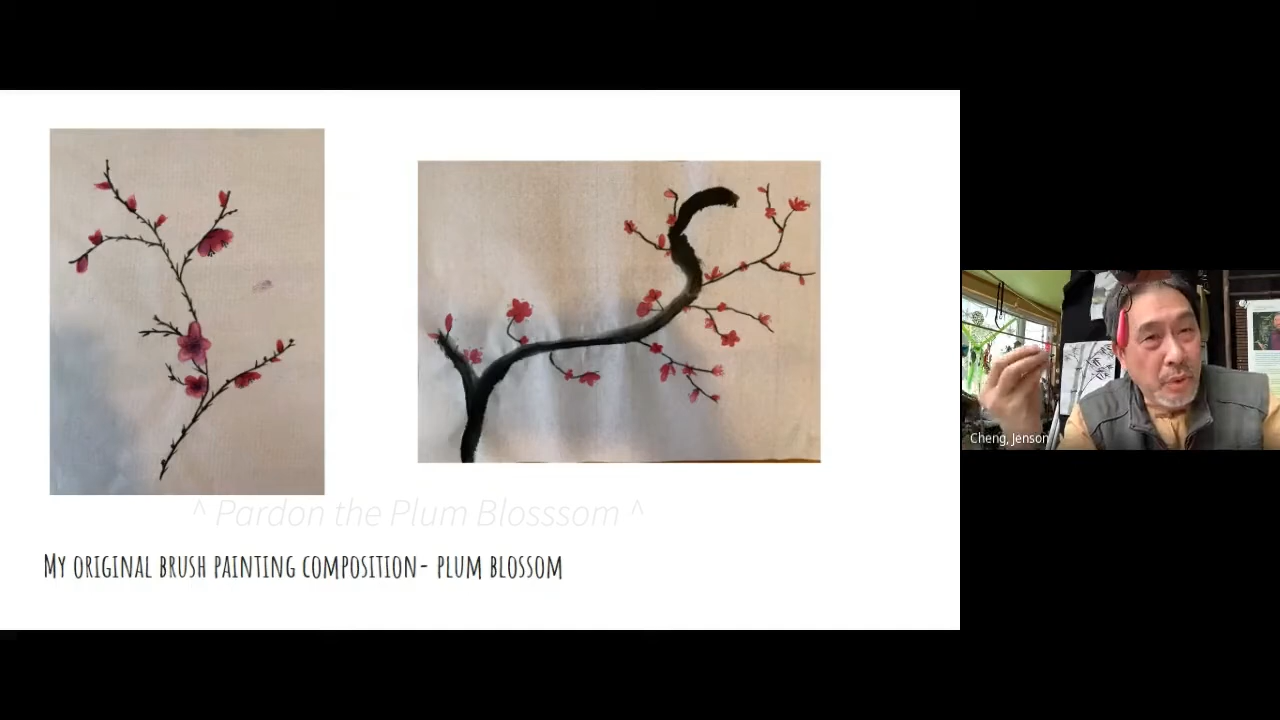 ^ Pardon the Plum Blosssom ^
My original brush painting composition- plum blossom
Cheng, Jenson